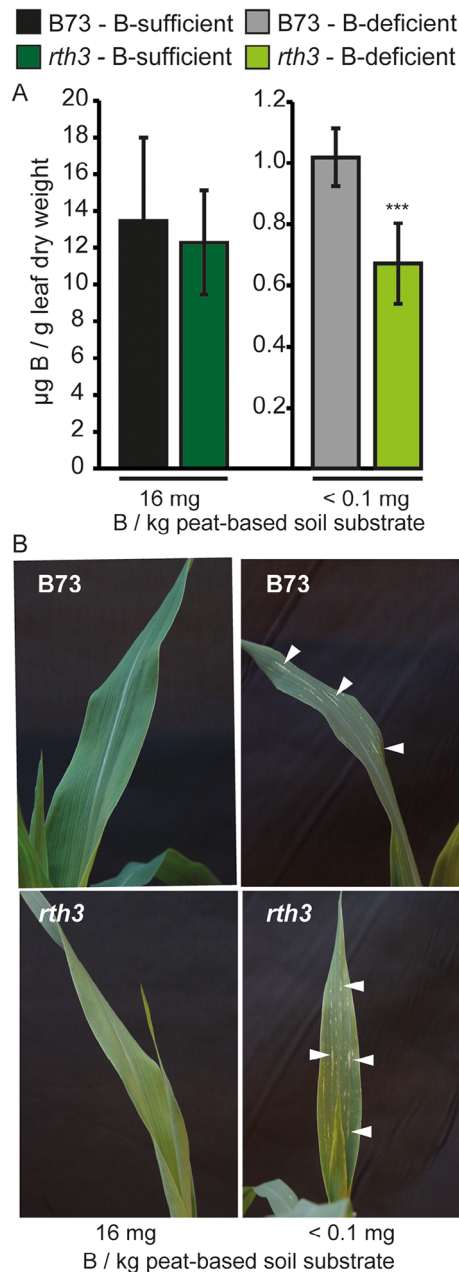 B73 - B-sufficient B73 - B-deficient
rth3 - B-sufficient rth3 - B-deficient
A
µg B / g leaf dry weight
20
18
16
14
12
10
8
6
4
2
0
1.2
1.0
0.8
0.6
0.4
0.2
***
16 mg < 0.1 mg
B / kg peat-based soil substrate
B
B73 B73
rth3 rth3
16 mg < 0.1 mg
B / kg peat-based soil substrate